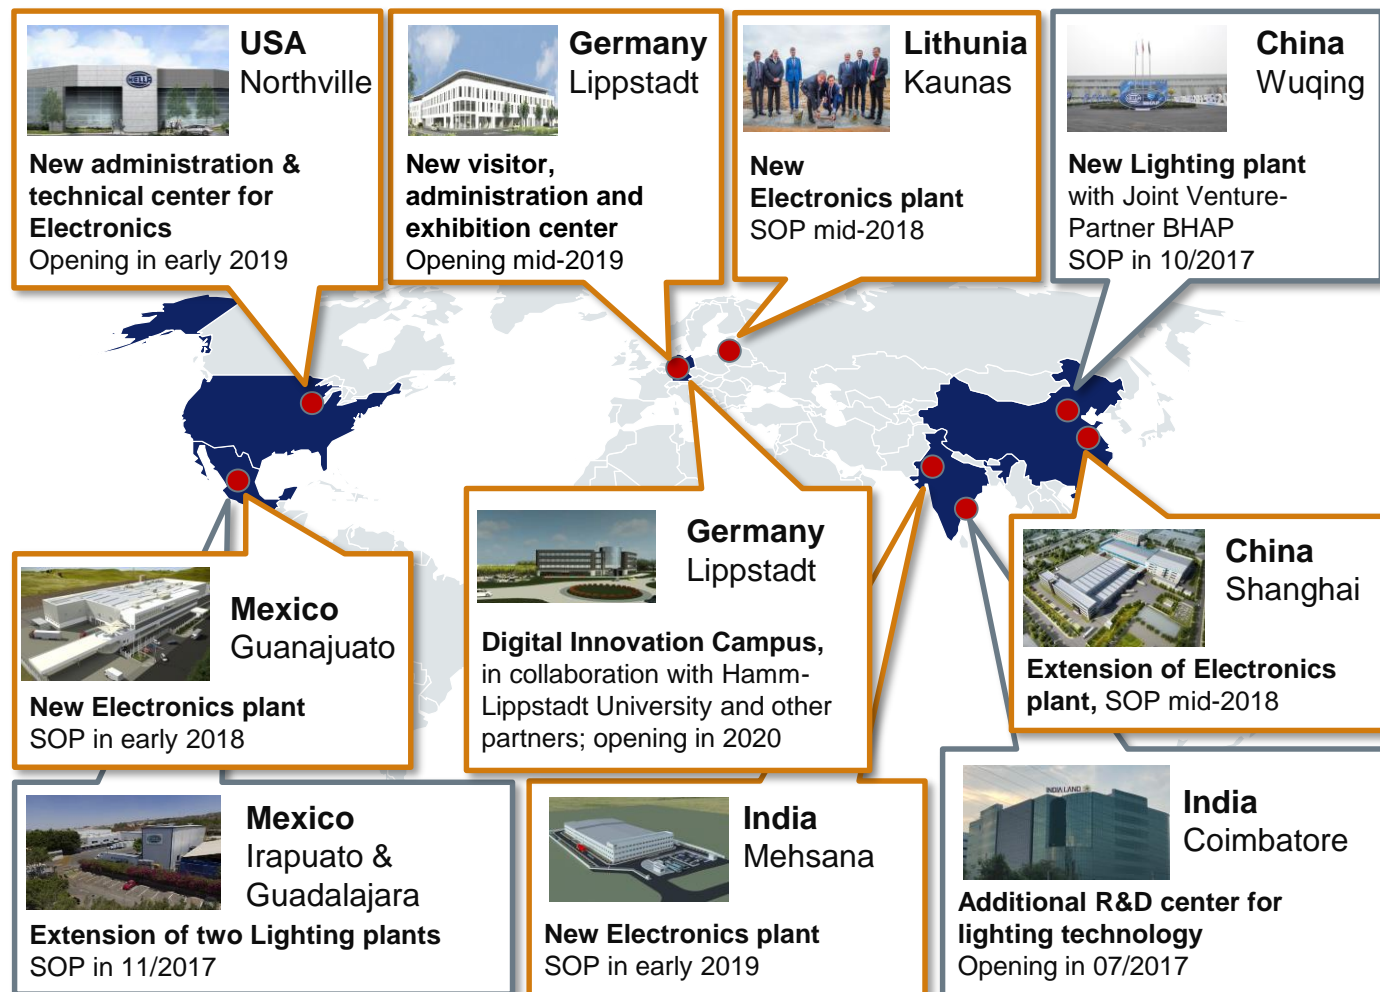 USA
Northville
HELLA
New administration &
technical center for
Electronics
Opening in early 2019
Germany
Lippstadt
New visitor,
administration and
exhibition center
Opening mid-2019
Lithunia
Kaunas
New
Electronics plant
SOP mid-2018
China
Wuqing
New Lighting plant
with Joint Venture-
Partner BHAP
SOP in 10/2017
Mexico
Guanajuato
New Electronics plant
SOP in early 2018
Germany
Lippstadt
Digital Innovation Campus,
in collaboration with Hamm-
Lippstadt University and other
partners; opening in 2020
China
Shanghai
Extension of Electronics
plant, SOP mid-2018
Mexico
Irapuato &
Guadalajara
Extension of two Lighting plants
SOP in 11/2017
India
Mehsana
New Electronics plant
SOP in early 2019
INDIA LAND
India
Coimbatore
Additional R&D center for
lighting technology
Opening in 07/2017